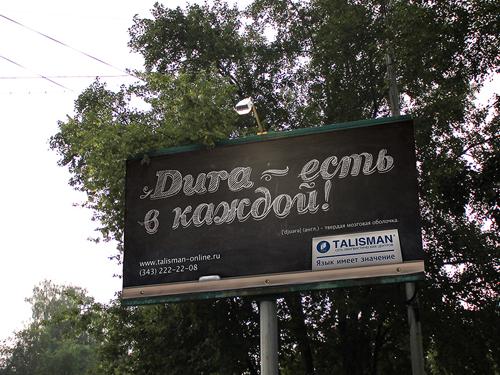 Dura – есть
в каждой!
['djuərə] (англ.) - твердая мозговая оболочка.
www.talisman-online.ru
(343) 222-22-08
TALISMAN
Язык имеет значение